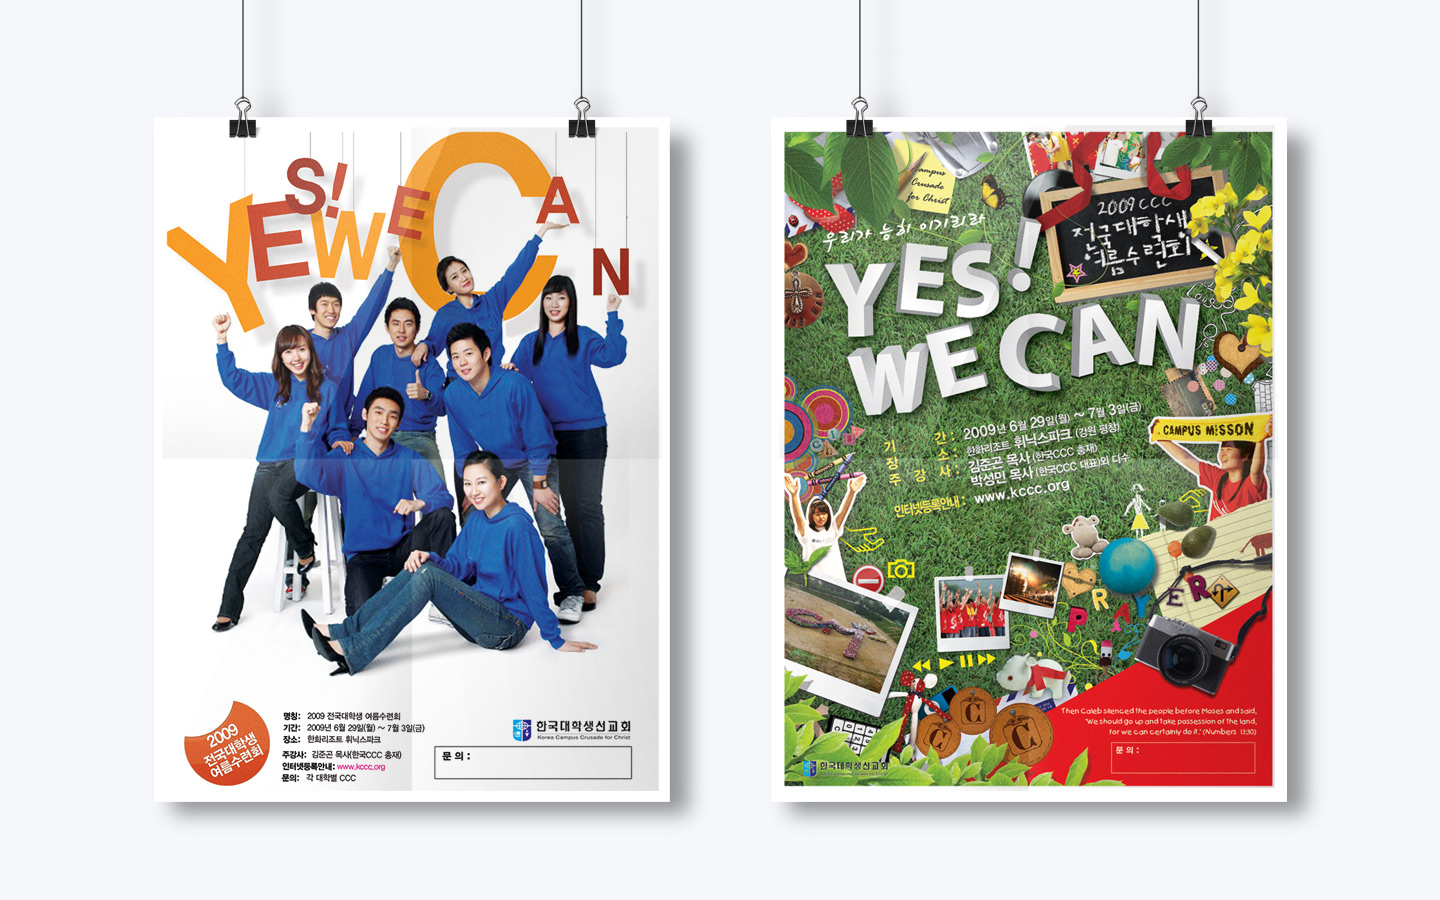 YES! WE CAN
2009
전국대학생
여름수련회
명칭: 2009 전국대학생 여름수련회
기간: 2009년 6월 29일(월) ~ 7월 3일(금)
장소: 한화리조트 휘닉스파크
주강사: 김준곤 목사(한국CCC 총재)
인터넷등록안내: www.kccc.org
문의: 각 대학별 CCC
한국대학생선교회
Korea Campus Crusade for Christ
문 의 :
Campus
Crusade
for Christ
2009 CCC
전국대학생
여름수련회
우리가 능히 이기리라
YES!
WE CAN
기 간 : 2009년 6월 29일(월) ~ 7월 3일(금)
장 소 : 한화리조트 휘닉스파크 (강원 평창)
주 강 사 : 김준곤 목사 (한국CCC 총재)
박성민 목사 (한국CCC 대표)외 다수
인터넷등록안내 : www.kccc.org
CAMPUS MISSON
PRAYER
C
C
C
Then Caleb silenced the people before Moses and said,
"We should go up and take possession of the land,
for we can certainly do it." (Numbers 13:30)
문 의 :
한국대학생선교회